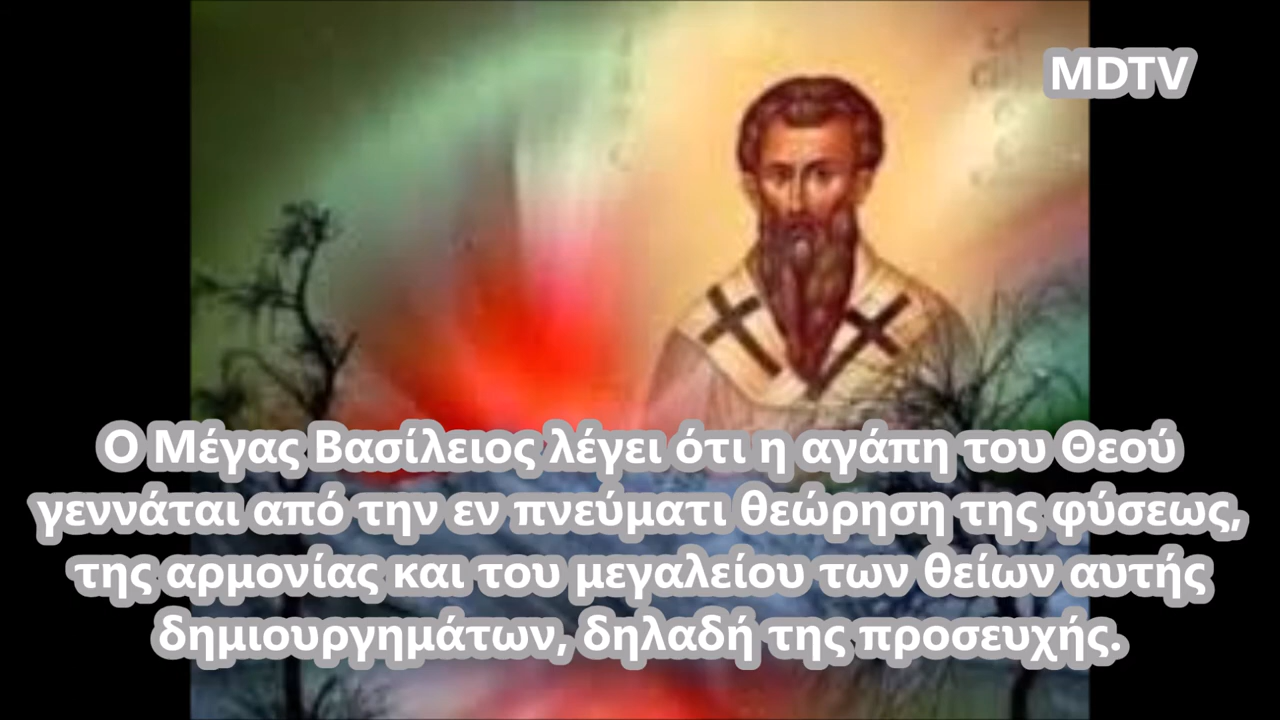 MDTV
Ο Μέγας Βασίλειος λέγει ότι η αγάπη του Θεού
γεννάται από την εν πνεύματι θεώρηση της φύσεως,
της αρμονίας και του μεγαλείου των θείων αυτής
δημιουργημάτων, δηλαδή της προσευχής.